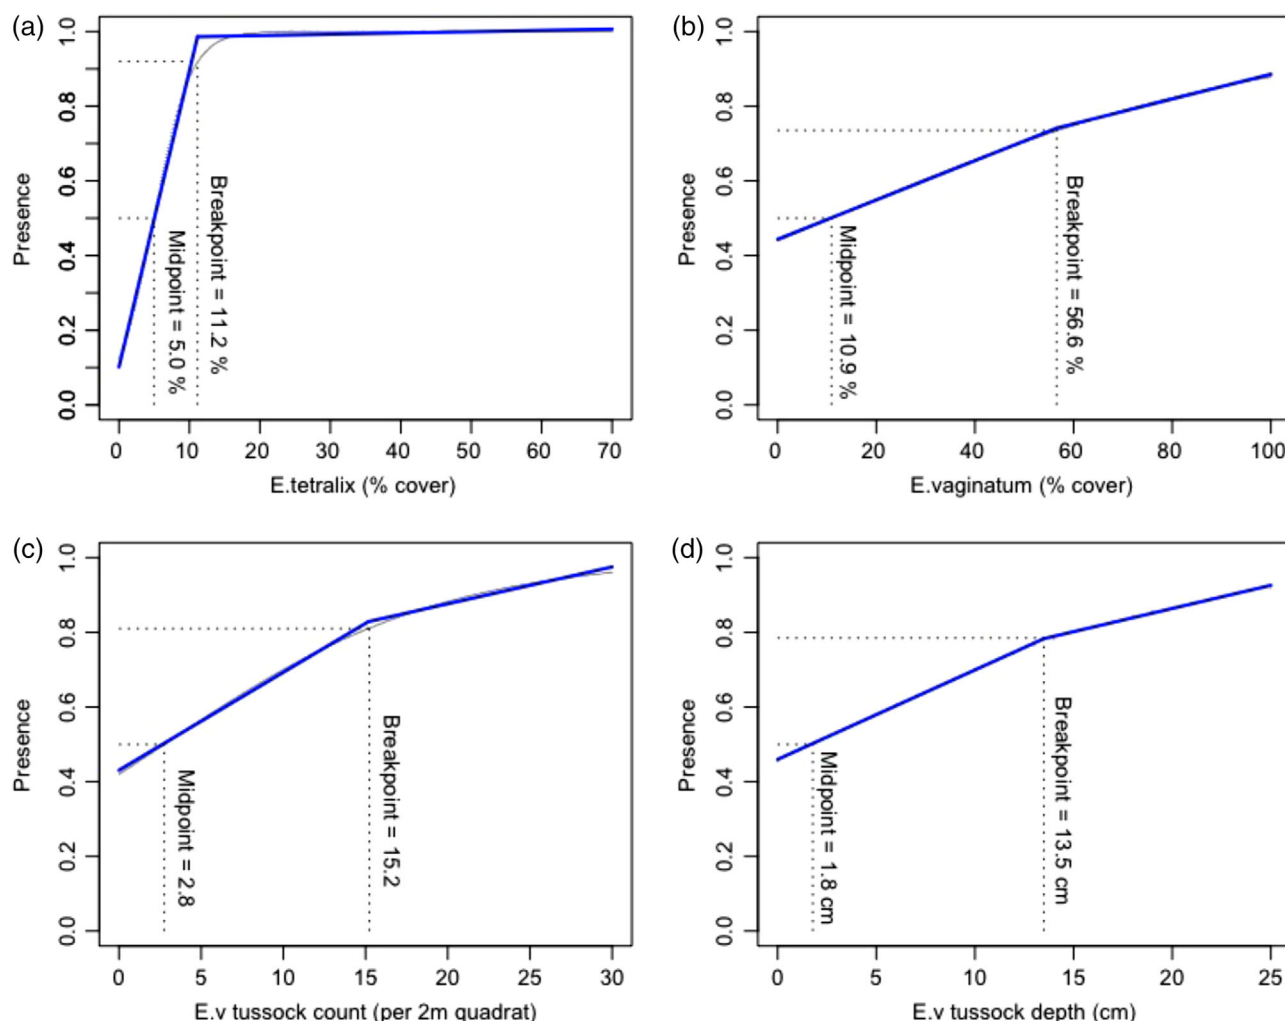 (a)
1.0
0.8
0.6
0.4
0.2
0.0
Presence
Midpoint = 5.0 %
Breakpoint = 11.2 %
0 10 20 30 40 50 60 70
E.tetralix (% cover)
(b)
1.0
0.8
0.6
0.4
0.2
0.0
Presence
Midpoint = 10.9 %
Breakpoint = 56.6 %
0 20 40 60 80 100
E.vaginatum (% cover)
(c)
1.0
0.8
0.6
0.4
0.2
0.0
Presence
Midpoint = 2.8
Breakpoint = 15.2
0 5 10 15 20 25 30
E.v tussock count (per 2m quadrat)
(d)
1.0
0.8
0.6
0.4
0.2
0.0
Presence
Midpoint = 1.8 cm
Breakpoint = 13.5 cm
0 5 10 15 20 25
E.v tussock depth (cm)